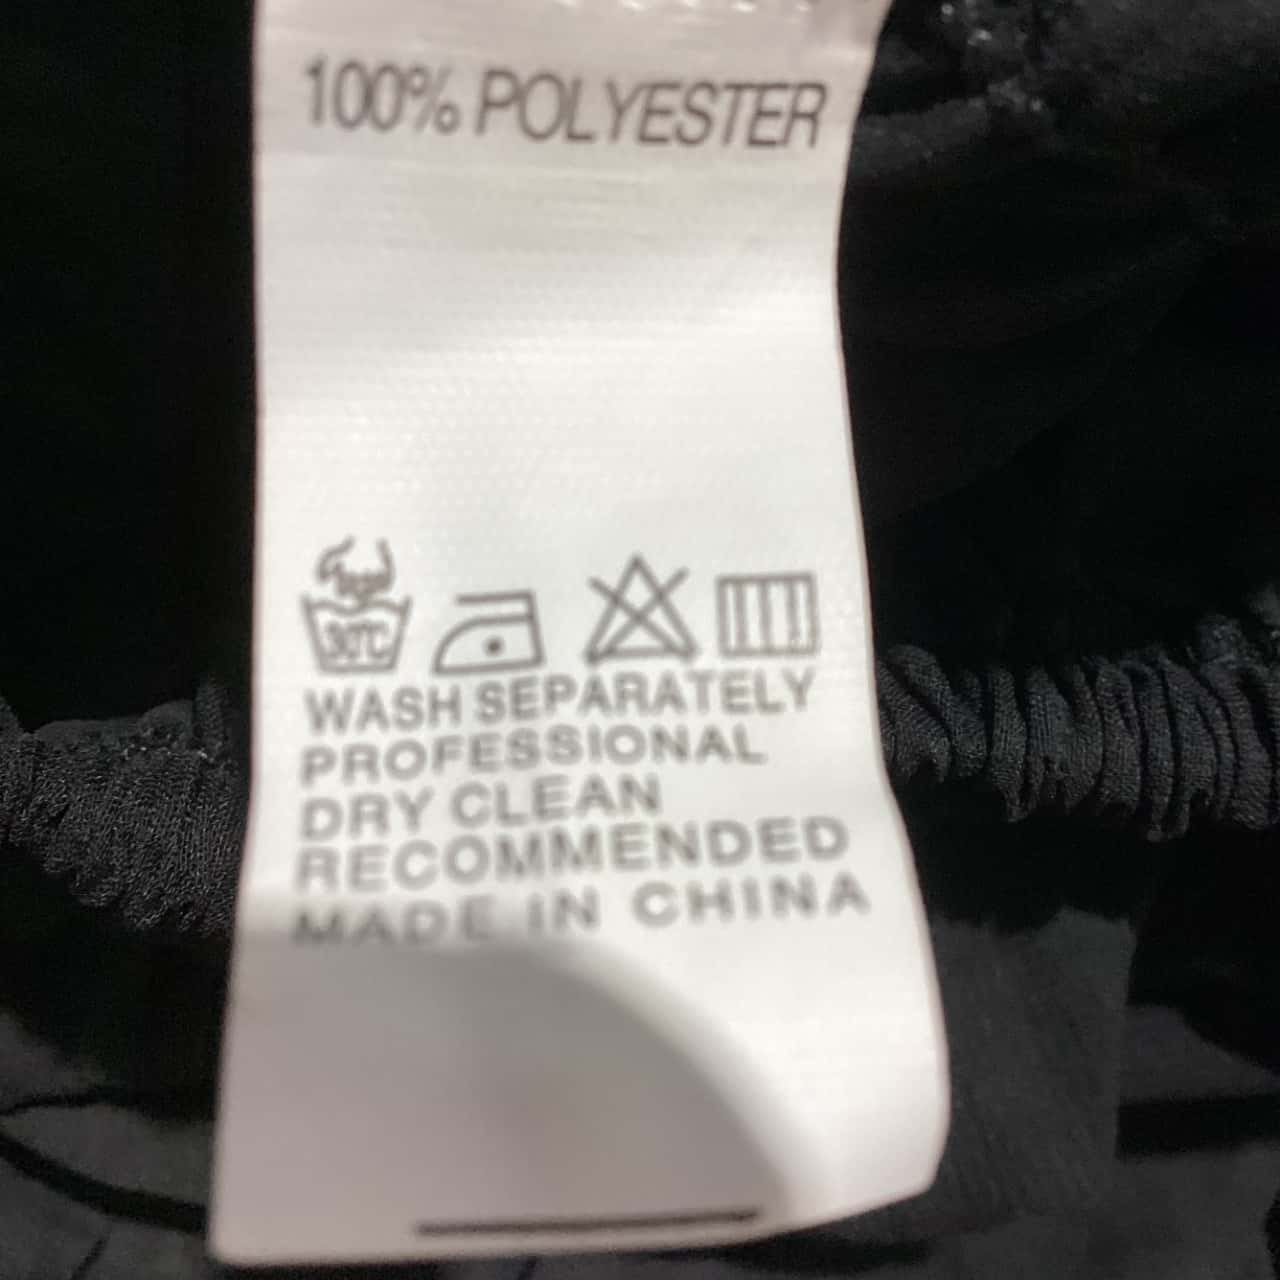 100% POLYESTER
30℃
WASH SEPARATELY
PROFESSIONAL
DRY CLEAN
RECOMMENDED
MADE IN CHINA